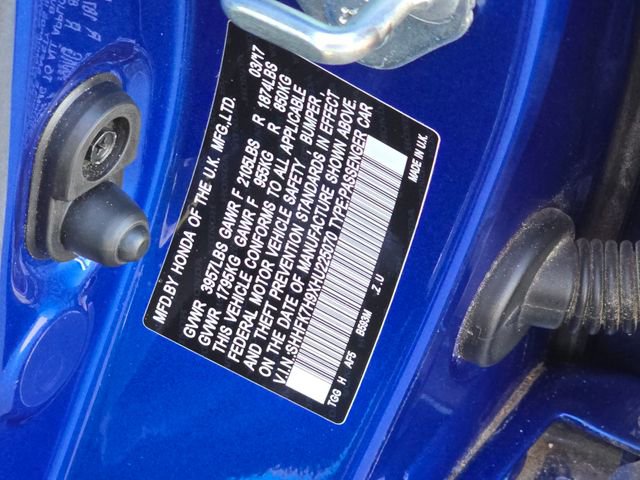 MFD.BY HONDA OF THE U.K. MFG.,LTD. 03/17
GVWR 3957LBS GAWR F 2105LBS R 1874LBS
GVWR 1795KG GAWR F 955KG R 850KG
THIS VEHICLE CONFORMS TO ALL APPLICABLE
FEDERAL MOTOR VEHICLE SAFETY , BUMPER,
AND THEFT PREVENTION STANDARDS IN EFFECT
ON THE DATE OF MANUFACTURE SHOWN ABOVE.
V.I.N.:SHHFK7H9XHU225970 TYPE:PASSENGER CAR
TGG H AF5 B593M .Z.U MADE IN U.K.